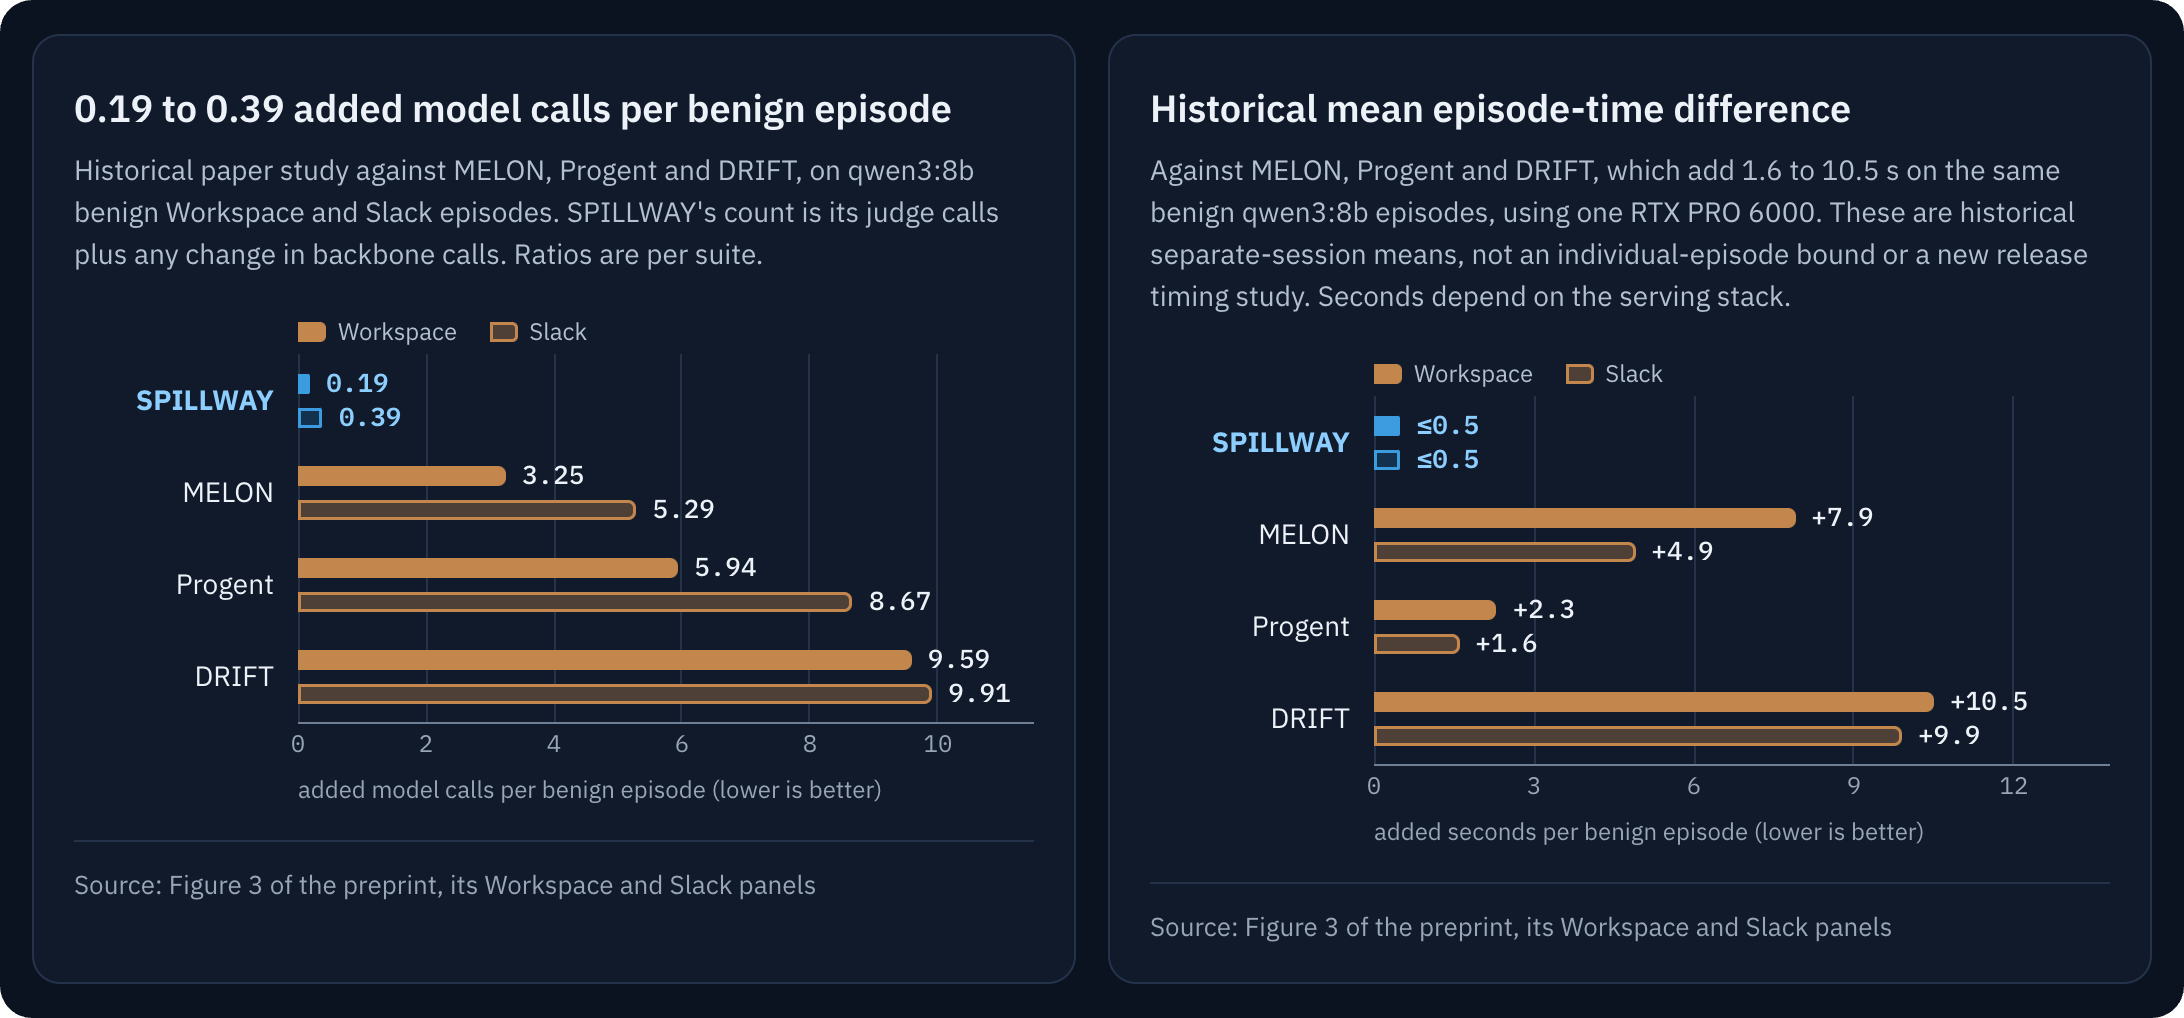 0.19 to 0.39 added model calls per benign episode
Historical paper study against MELON, Progent and DRIFT, on qwen3:8b
benign Workspace and Slack episodes. SPILLWAY's count is its judge calls
plus any change in backbone calls. Ratios are per suite.
Workspace
Slack
SPILLWAY
0.19
0.39
MELON
3.25
5.29
Progent
5.94
8.67
DRIFT
9.59
9.91
0 2 4 6 8 10
added model calls per benign episode (lower is better)
Source: Figure 3 of the preprint, its Workspace and Slack panels
Historical mean episode-time difference
Against MELON, Progent and DRIFT, which add 1.6 to 10.5 s on the same
benign qwen3:8b episodes, using one RTX PRO 6000. These are historical
separate-session means, not an individual-episode bound or a new release
timing study. Seconds depend on the serving stack.
Workspace
Slack
SPILLWAY
≤0.5
≤0.5
MELON
+7.9
+4.9
Progent
+2.3
+1.6
DRIFT
+10.5
+9.9
0 3 6 9 12
added seconds per benign episode (lower is better)
Source: Figure 3 of the preprint, its Workspace and Slack panels